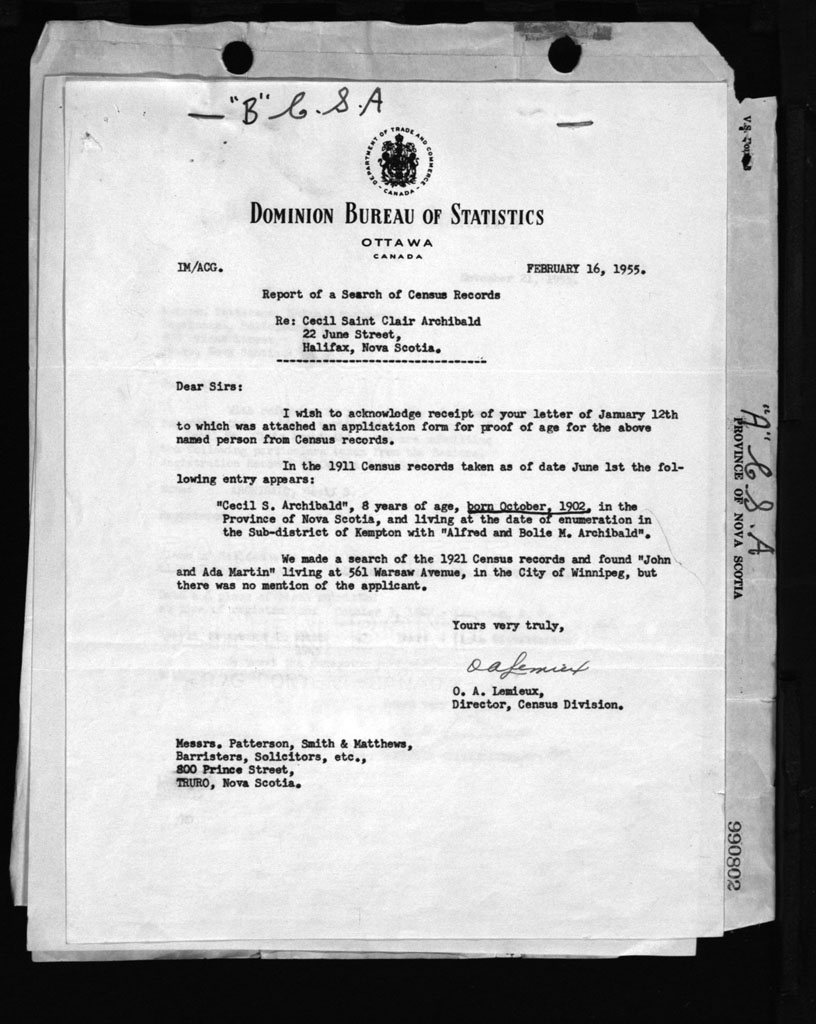 "B" C. S. A
DEPARTMENT OF TRADE AND COMMERCE
CANADA
DOMINION BUREAU OF STATISTICS
OTTAWA
CANADA
IM/ACG.
FEBRUARY 16, 1955.
Report of a Search of Census Records
Re: Cecil Saint Clair Archibald
22 June Street,
Halifax, Nova Scotia.
Dear Sirs:
I wish to acknowledge receipt of your letter of January 12th
to which was attached an application form for proof of age for the above
named person from Census records.
In the 1911 Census records taken as of date June 1st the fol-
lowing entry appears:
"Cecil S. Archibald", 8 years of age, born October, 1902, in the
Province of Nova Scotia, and living at the date of enumeration in
the Sub-district of Kempton with "Alfred and Bolie M. Archibald".
We made a search of the 1921 Census records and found "John
and Ada Martin" living at 561 Warsaw Avenue, in the City of Winnipeg, but
there was no mention of the applicant.
Yours very truly,
O A Lemieux
O. A. Lemieux,
Director, Census Division.
Messrs. Patterson, Smith & Matthews,
Barristers, Solicitors, etc.,
800 Prince Street,
TRURO, Nova Scotia.
"A" C. S. A
PROVINCE OF NOVA SCOTIA
990802